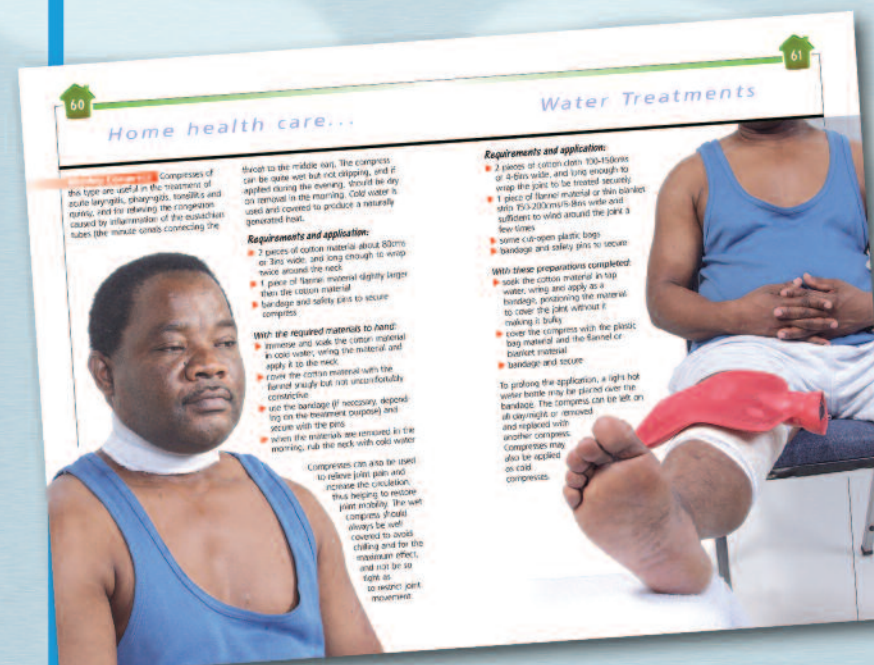 60
Home health care...
Compresses of
this type are useful in the treatment of
acute laryngitis, pharyngitis, tonsilitis and
quinsy, and for relieving the congestion
caused by inflammation of the eustachian
tubes (the minute canals connecting the
throat to the middle ear). The compress
can be quite wet but not dripping, and if
applied during the evening, should be dry
on removal in the morning. Cold water is
used and covered to produce a naturally
generated heat.
Requirements and application:
2 pieces of cotton material about 80cms
or 3ins wide, and long enough to wrap
twice around the neck
1 piece of flannel material slightly larger
than the cotton material
bandage and safety pins to secure
compress
With the required materials to hand:
immerse and soak the cotton material
in cold water, wring the material and
apply it to the neck
cover the cotton material with the
flannel snugly but not uncomfortably
constrictive
use the bandage (if necessary, depend-
ing on the treatment purpose) and
secure with the pins
when the materials are removed in the
morning, rub the neck with cold water
Compresses can also be used
to relieve joint pain and
increase the circulation,
thus helping to restore
joint mobility. The wet
compress should
always be well
covered to avoid
chilling and for the
maximum effect,
and not be so
tight as
to restrict joint
movement.
61
Water Treatments
Requirements and application:
2 pieces of cotton cloth 100-150cms
or 4-6ins wide, and long enough to
wrap the joint to be treated securely
1 piece of flannel material or thin blanket
strip 150-200cms/6-8ins wide and
sufficient to wind around the joint a
few times
some cut-open plastic bags
bandage and safety pins to secure
With these preparations completed:
soak the cotton material in tap
water, wring and apply as a
bandage, positioning the material
to cover the joint without it
making it bulky
cover the compress with the plastic
bag material and the flannel or
blanket material
bandage and secure
To prolong the application, a light hot
water bottle may be placed over the
bandage. The compress can be left on
all day/night or removed
and replaced with
another compress.
Compresses may
also be applied
as cold
compresses.